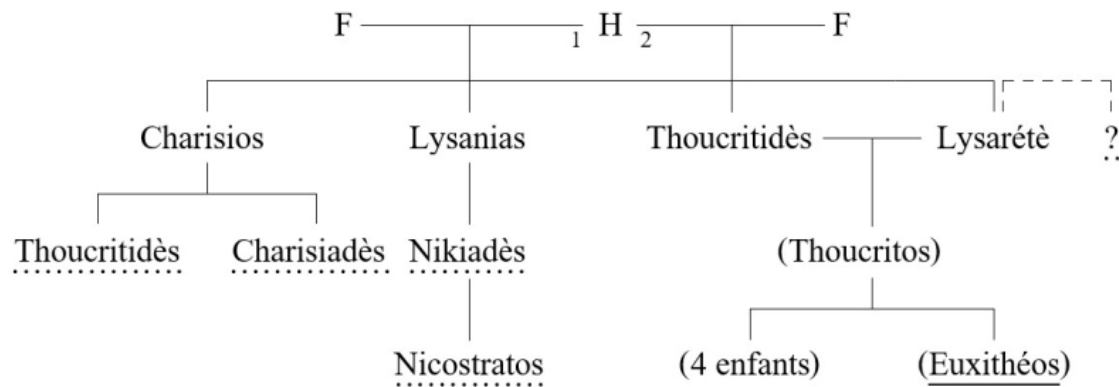 F 1 H 2 F
Charisios Lysanias Thoucritidès Lysarétè ?
Thoucritidès Charisiadès Nikiadès (Thoucritos)
Nicostratos (4 enfants) (Euxithéos)